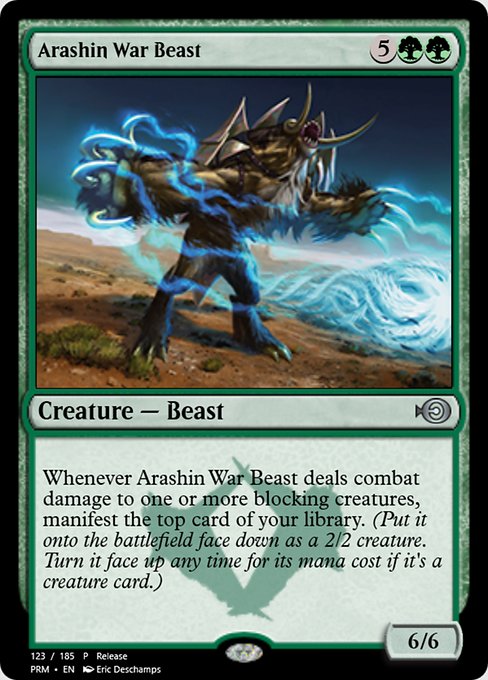 Arashin War Beast 5
Creature — Beast
Whenever Arashin War Beast deals combat
damage to one or more blocking creatures,
manifest the top card of your library. (Put it
onto the battlefield face down as a 2/2 creature.
Turn it face up any time for its mana cost if it's a
creature card.)
6/6
123 / 185 P Release
PRM • EN Eric Deschamps